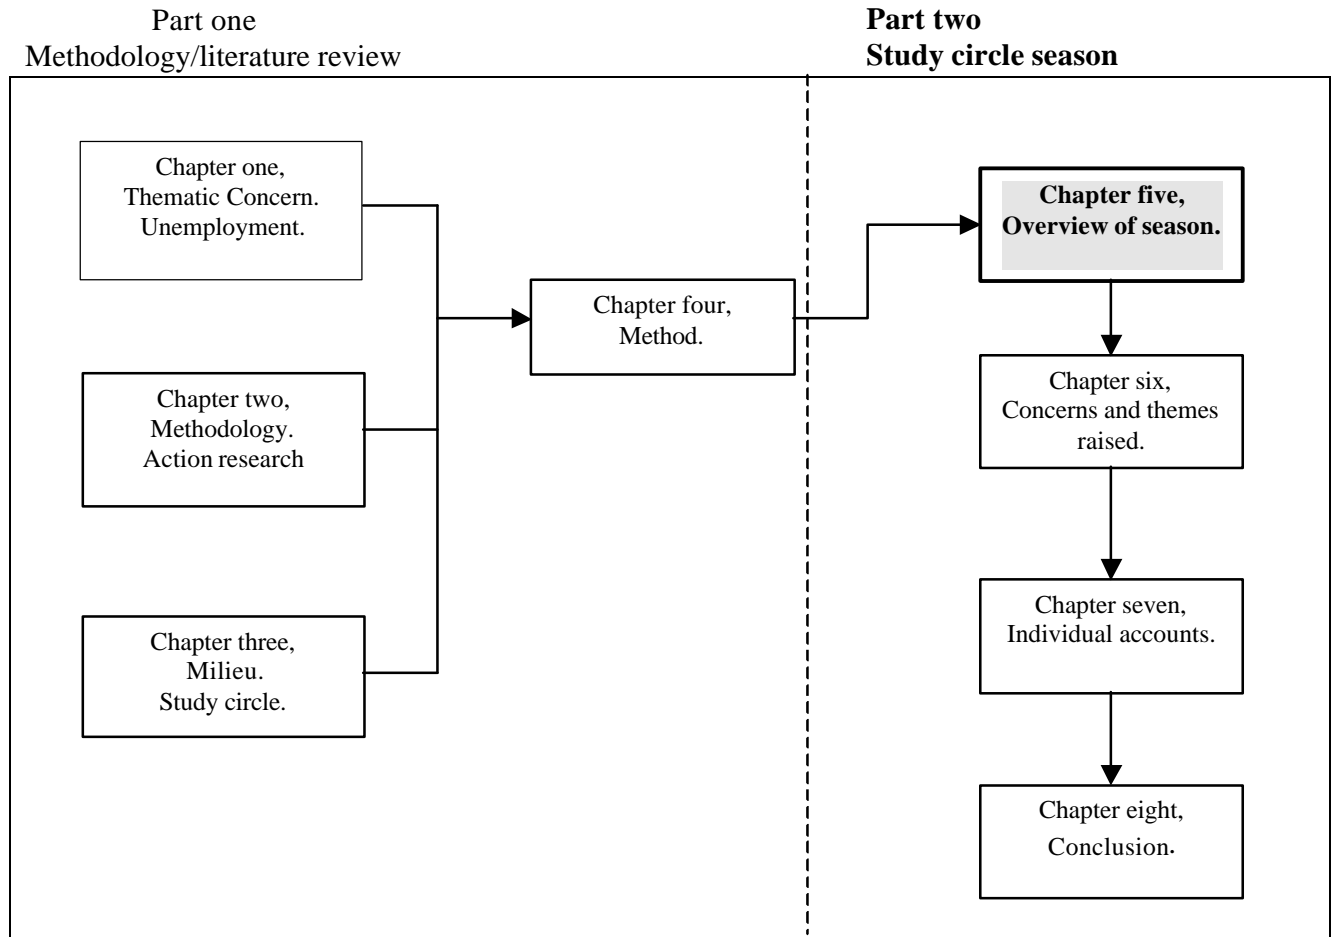 Part one
Methodology/literature review
Part two
Study circle season
Chapter one,
Thematic Concern.
Unemployment.
Chapter two,
Methodology.
Action research
Chapter three,
Milieu.
Study circle.
Chapter four,
Method.
Chapter five,
Overview of season.
Chapter six,
Concerns and themes
raised.
Chapter seven,
Individual accounts.
Chapter eight,
Conclusion.